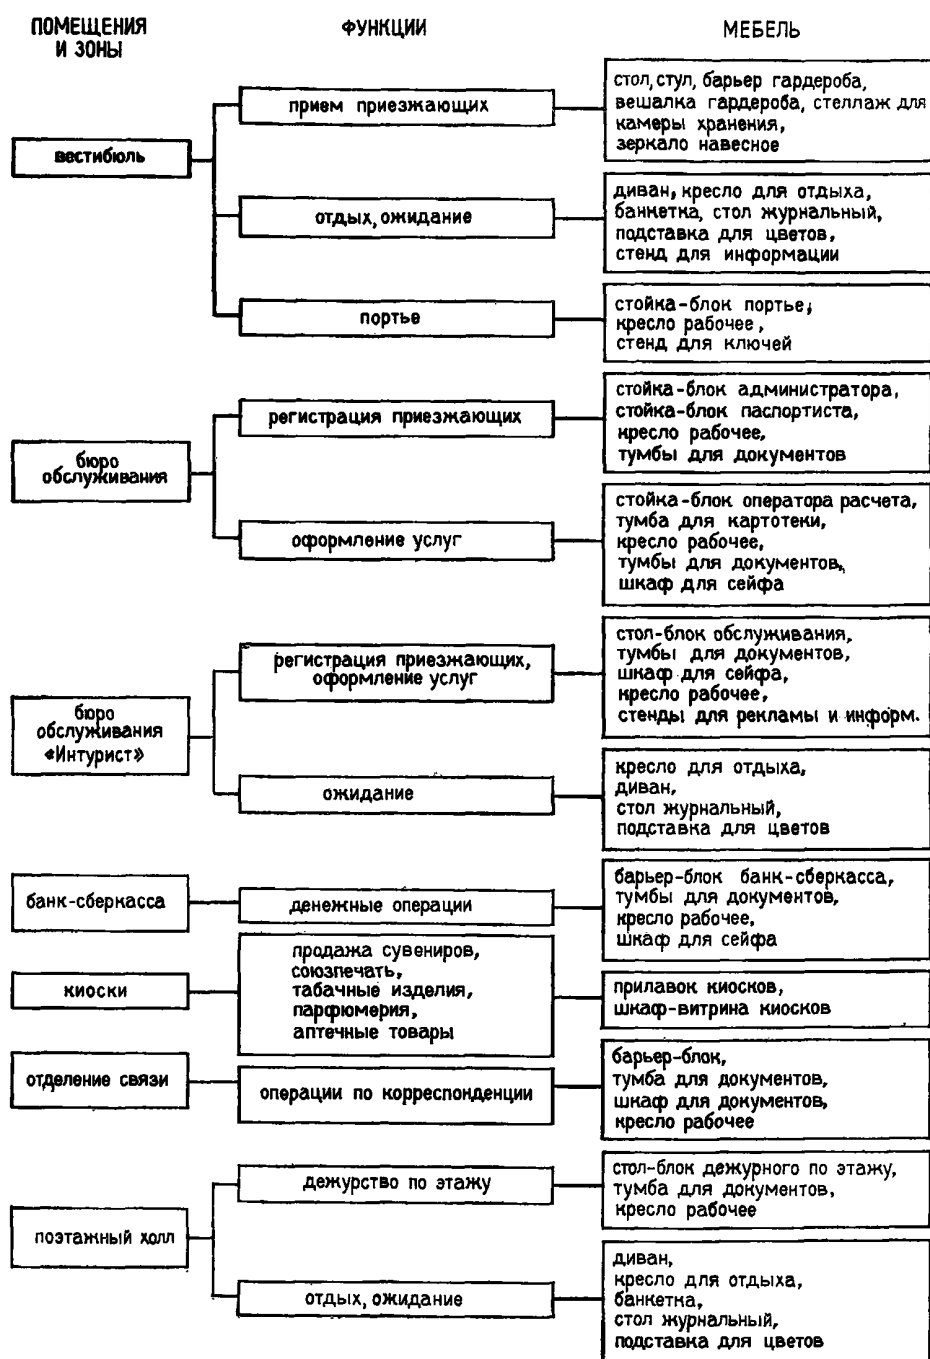 ПОМЕЩЕНИЯ
И ЗОНЫ
ФУНКЦИИ
МЕБЕЛЬ
вестибюль
прием приезжающих
стол, стул, барьер гардероба,
вешалка гардероба, стеллаж для
камеры хранения,
зеркало навесное
отдых, ожидание
диван, кресло для отдыха,
банкетка, стол журнальный,
подставка для цветов,
стенд для информации
портье
стойка-блок портье,
кресло рабочее,
стенд для ключей
бюро
обслуживания
регистрация приезжающих
стойка-блок администратора,
стойка-блок паспортиста,
кресло рабочее,
тумбы для документов
оформление услуг
стойка-блок оператора расчета,
тумба для картотеки,
кресло рабочее,
тумбы для документов,
шкаф для сейфа
бюро
обслуживания
«Интурист»
регистрация приезжающих,
оформление услуг
стол-блок обслуживания,
тумбы для документов,
шкаф для сейфа,
кресло рабочее,
стенды для рекламы и информ.
ожидание
кресло для отдыха,
диван,
стол журнальный,
подставка для цветов
банк-сберкасса
денежные операции
барьер-блок банк-сберкасса,
тумбы для документов,
кресло рабочее,
шкаф для сейфа
киоски
продажа сувениров,
союзпечать,
табачные изделия,
парфюмерия,
аптечные товары
прилавок киосков,
шкаф-витрина киосков
отделение связи
операции по корреспонденции
барьер-блок,
тумба для документов,
шкаф для документов,
кресло рабочее
поэтажный холл
дежурство по этажу
стол-блок дежурного по этажу,
тумба для документов,
кресло рабочее
отдых, ожидание
диван,
кресло для отдыха,
банкетка,
стол журнальный,
подставка для цветов